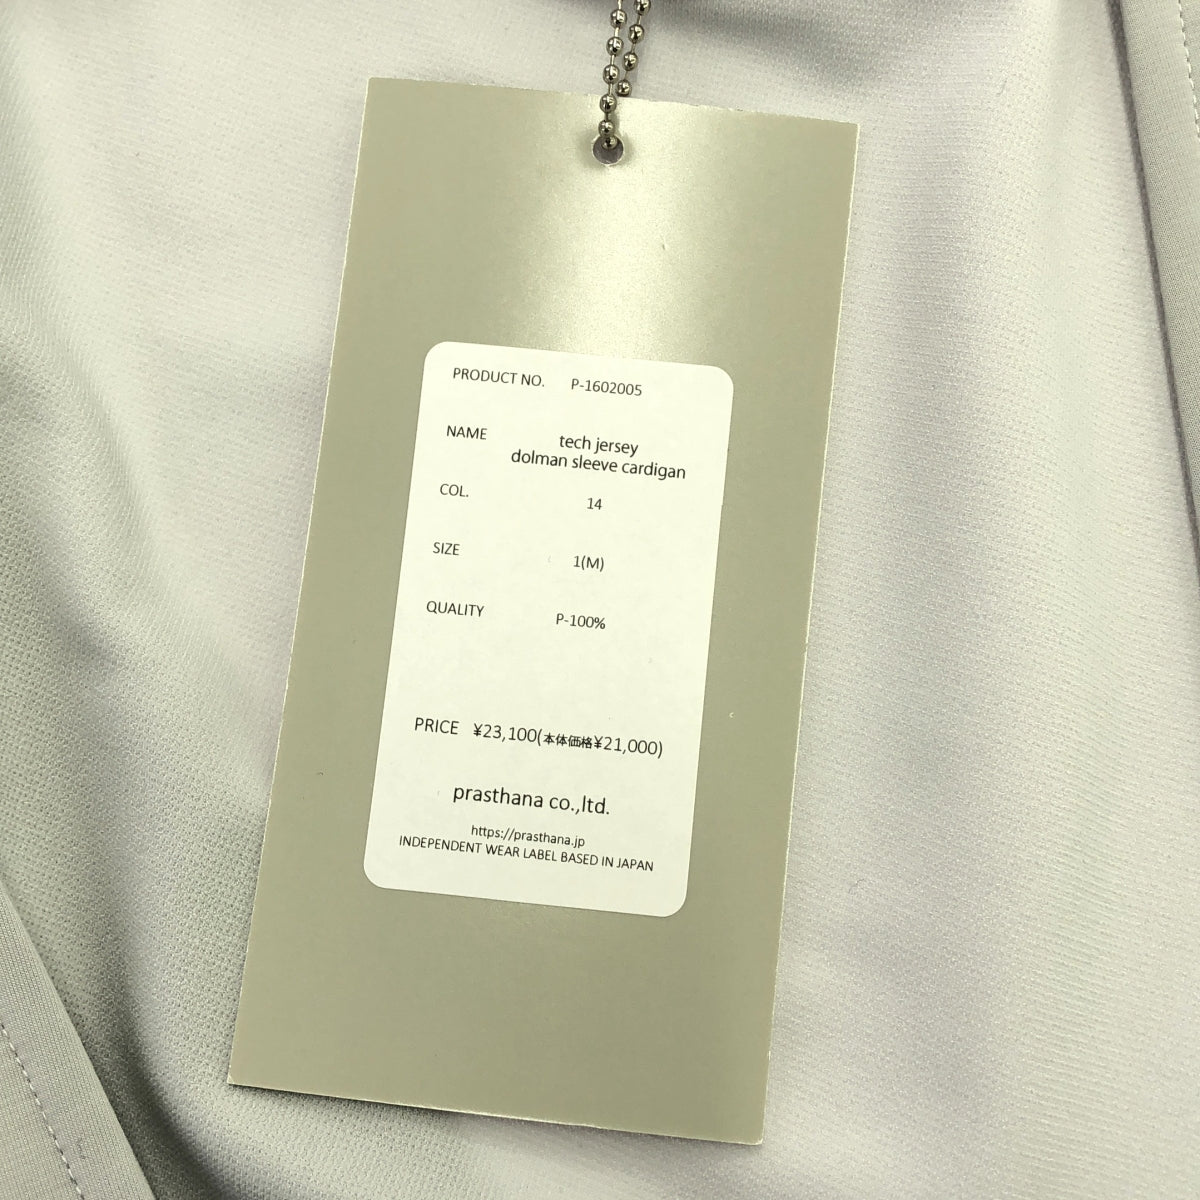 PRODUCT NO. P-1602005
NAME tech jersey
dolman sleeve cardigan
COL. 14
SIZE 1(M)
QUALITY P-100%
PRICE ¥23,100(本体価格¥21,000)
prasthana co.,ltd.
https://prasthana.jp
INDEPENDENT WEAR LABEL BASED IN JAPAN